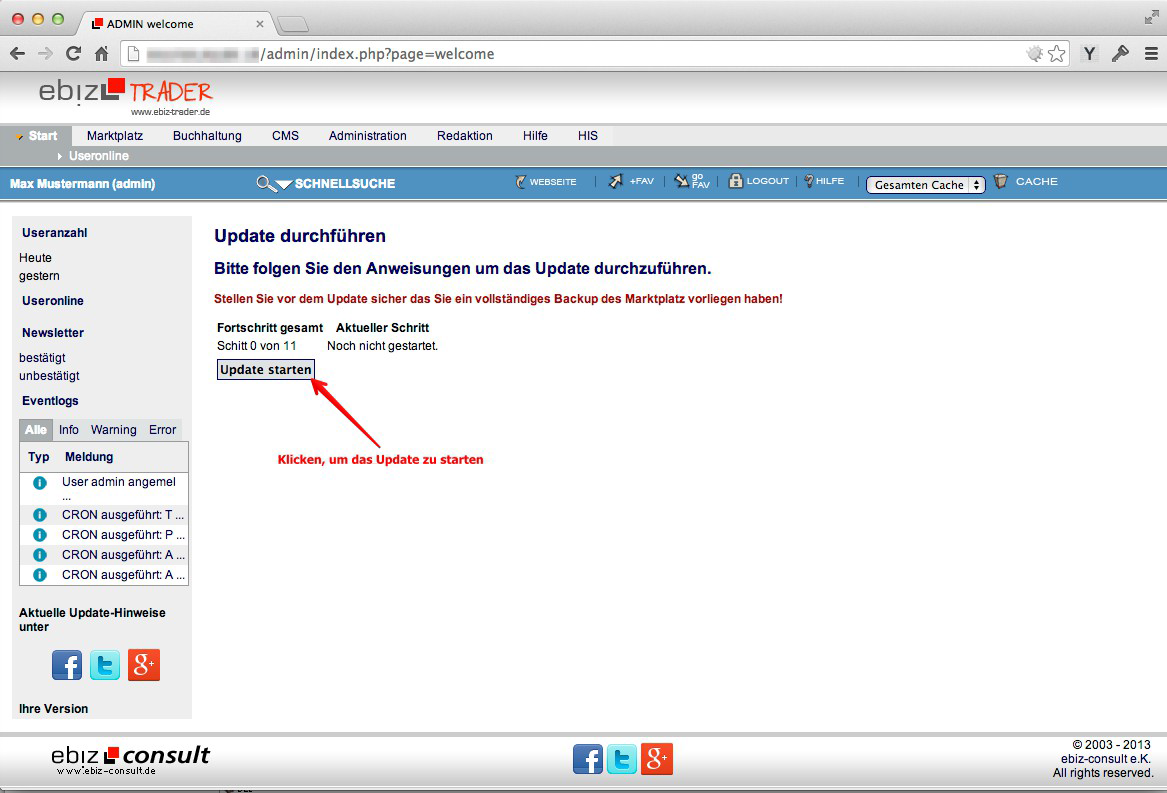 ADMIN welcome
/admin/index.php?page=welcome
ebiz TRADER
www.ebiz-trader.de
Start Marktplatz Buchhaltung CMS Administration Redaktion Hilfe HIS
Useronline
Max Mustermann (admin) SCHNELLSUCHE WEBSEITE +FAV go FAV LOGOUT HILFE Gesamten Cache CACHE
Useranzahl
Heute
gestern
Useronline
Newsletter
bestätigt
unbestätigt
Eventlogs
Alle Info Warning Error
Typ Meldung
User admin angemel
...
CRON ausgeführt: T ...
CRON ausgeführt: P ...
CRON ausgeführt: A ...
CRON ausgeführt: A ...
Aktuelle Update-Hinweise
unter
Ihre Version
Update durchführen
Bitte folgen Sie den Anweisungen um das Update durchzuführen.
Stellen Sie vor dem Update sicher das Sie ein vollständiges Backup des Marktplatz vorliegen haben!
Fortschritt gesamt Aktueller Schritt
Schitt 0 von 11 Noch nicht gestartet.
Update starten
Klicken, um das Update zu starten
ebiz consult
www.ebiz-consult.de
© 2003 - 2013
ebiz-consult e.K.
All rights reserved.